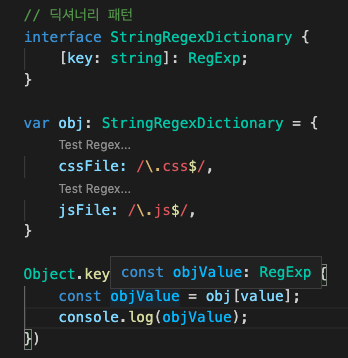 // 딕셔너리 패턴
interface StringRegexDictionary {
[key: string]: RegExp;
}
var obj: StringRegexDictionary = {
Test Regex...
cssFile: /\.css$/,
Test Regex...
jsFile: /\.js$/,
}
const objValue: RegExp
Object.key {
const objValue = obj[value];
console.log(objValue);
})